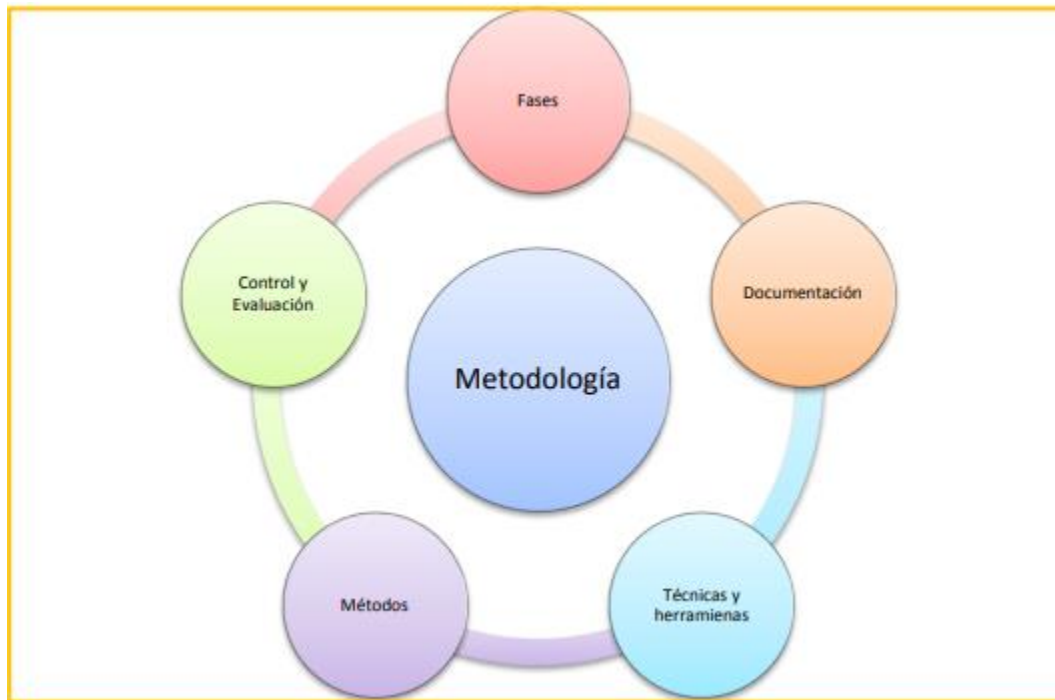 Fases
Documentación
Técnicas y
herramienas
Métodos
Control y
Evaluación
Metodología